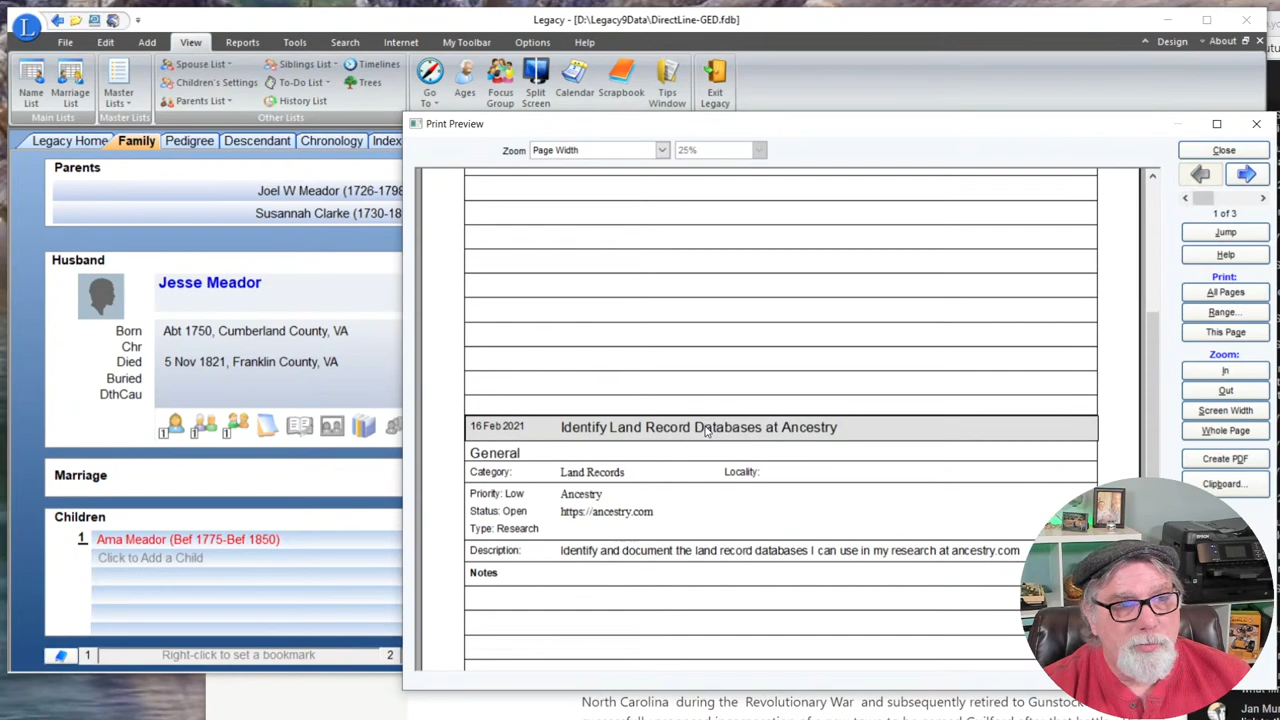 Legacy - [D:\Legacy9Data\DirectLine-GED.fdb]
File Edit Add View Reports Tools Search Internet My Toolbar Options Help Design About
Spouse List Siblings List Timelines
Children's Settings To-Do List Trees
Parents List History List
Name List
Marriage List
Master Lists
Go To
Ages
Focus Group
Split Screen
Calendar
Scrapbook
Tips Window
Exit Legacy
Main Lists Master Lists Other Lists
Legacy Home Family Pedigree Descendant Chronology Index
Parents
Joel W Meador (1726-1798
Susannah Clarke (1730-18
Husband
Jesse Meador
Born Abt 1750, Cumberland County, VA
Chr
Died 5 Nov 1821, Franklin County, VA
Buried
DthCau
1 1 1
Marriage
Children
1 Ama Meador (Bef 1775-Bef 1850)
Click to Add a Child
1 Right-click to set a bookmark 2
Print Preview
Zoom Page Width 25%
Close
1 of 3
Jump
Help
Print:
All Pages
Range...
This Page
Zoom:
In
Out
Screen Width
Whole Page
Create PDF
Clipboard...
16 Feb 2021 Identify Land Record Databases at Ancestry
General
Category: Land Records Locality:
Priority: Low Ancestry
Status: Open https://ancestry.com
Type: Research
Description: Identify and document the land record databases I can use in my research at ancestry.com
Notes
North Carolina during the Revolutionary War and subsequently retired to Gunstock
EPSON
Jan Mur